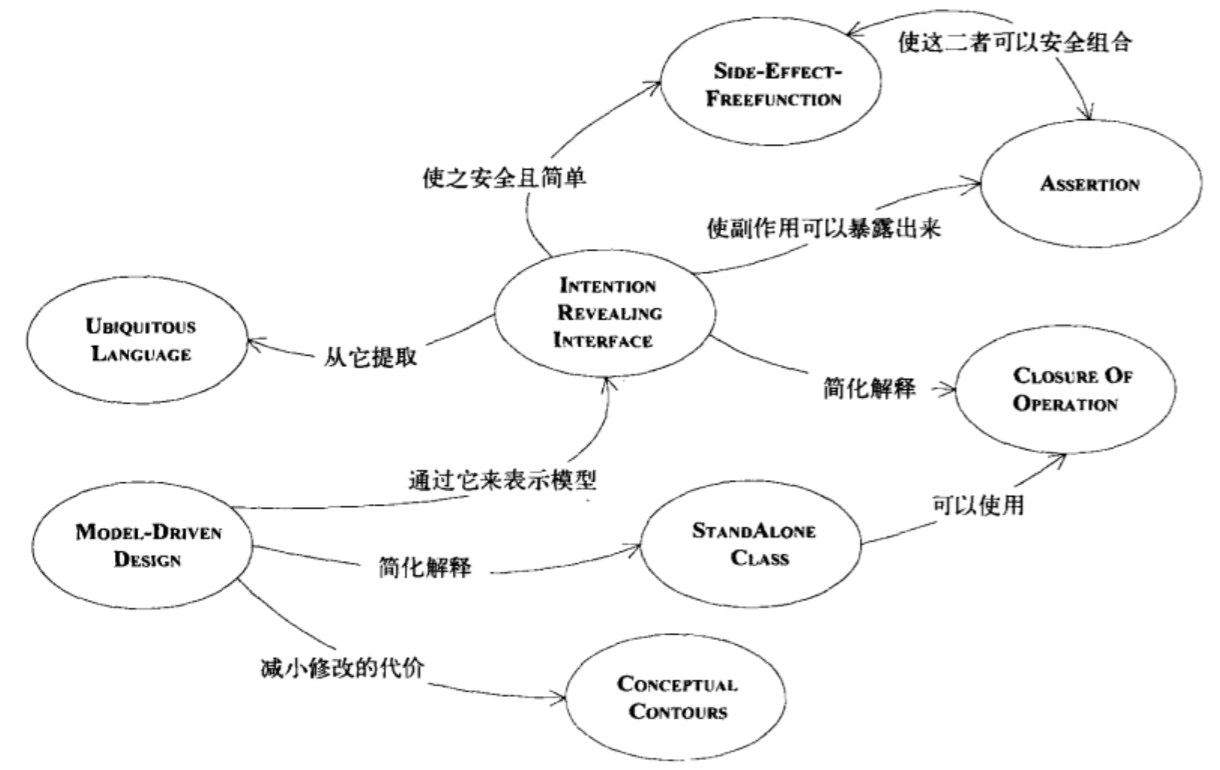 SIDE-EFFECT-
FREEFUNCTION
使这二者可以安全组合
使之安全且简单
ASSERTION
使副作用可以暴露出来
INTENTION
REVEALING
INTERFACE
UBIQUITOUS
LANGUAGE
从它提取
简化解释
CLOSURE OF
OPERATION
通过它来表示模型
可以使用
MODEL-DRIVEN
DESIGN
STANDALONE
CLASS
简化解释
减小修改的代价
CONCEPTUAL
CONTOURS